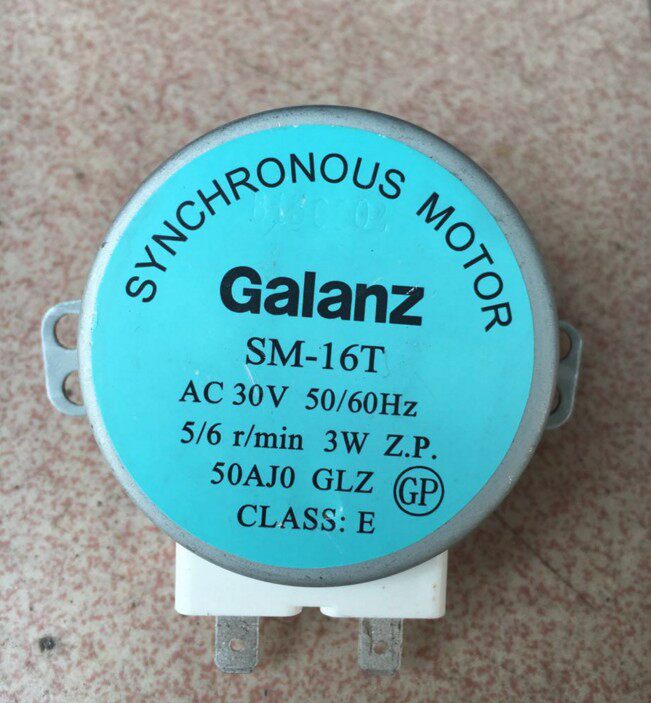 SYNCHRONOUS MOTOR
Galanz
SM-16T
AC 30V 50/60Hz
5/6 r/min 3W Z.P.
50AJ0 GLZ GP
CLASS: E